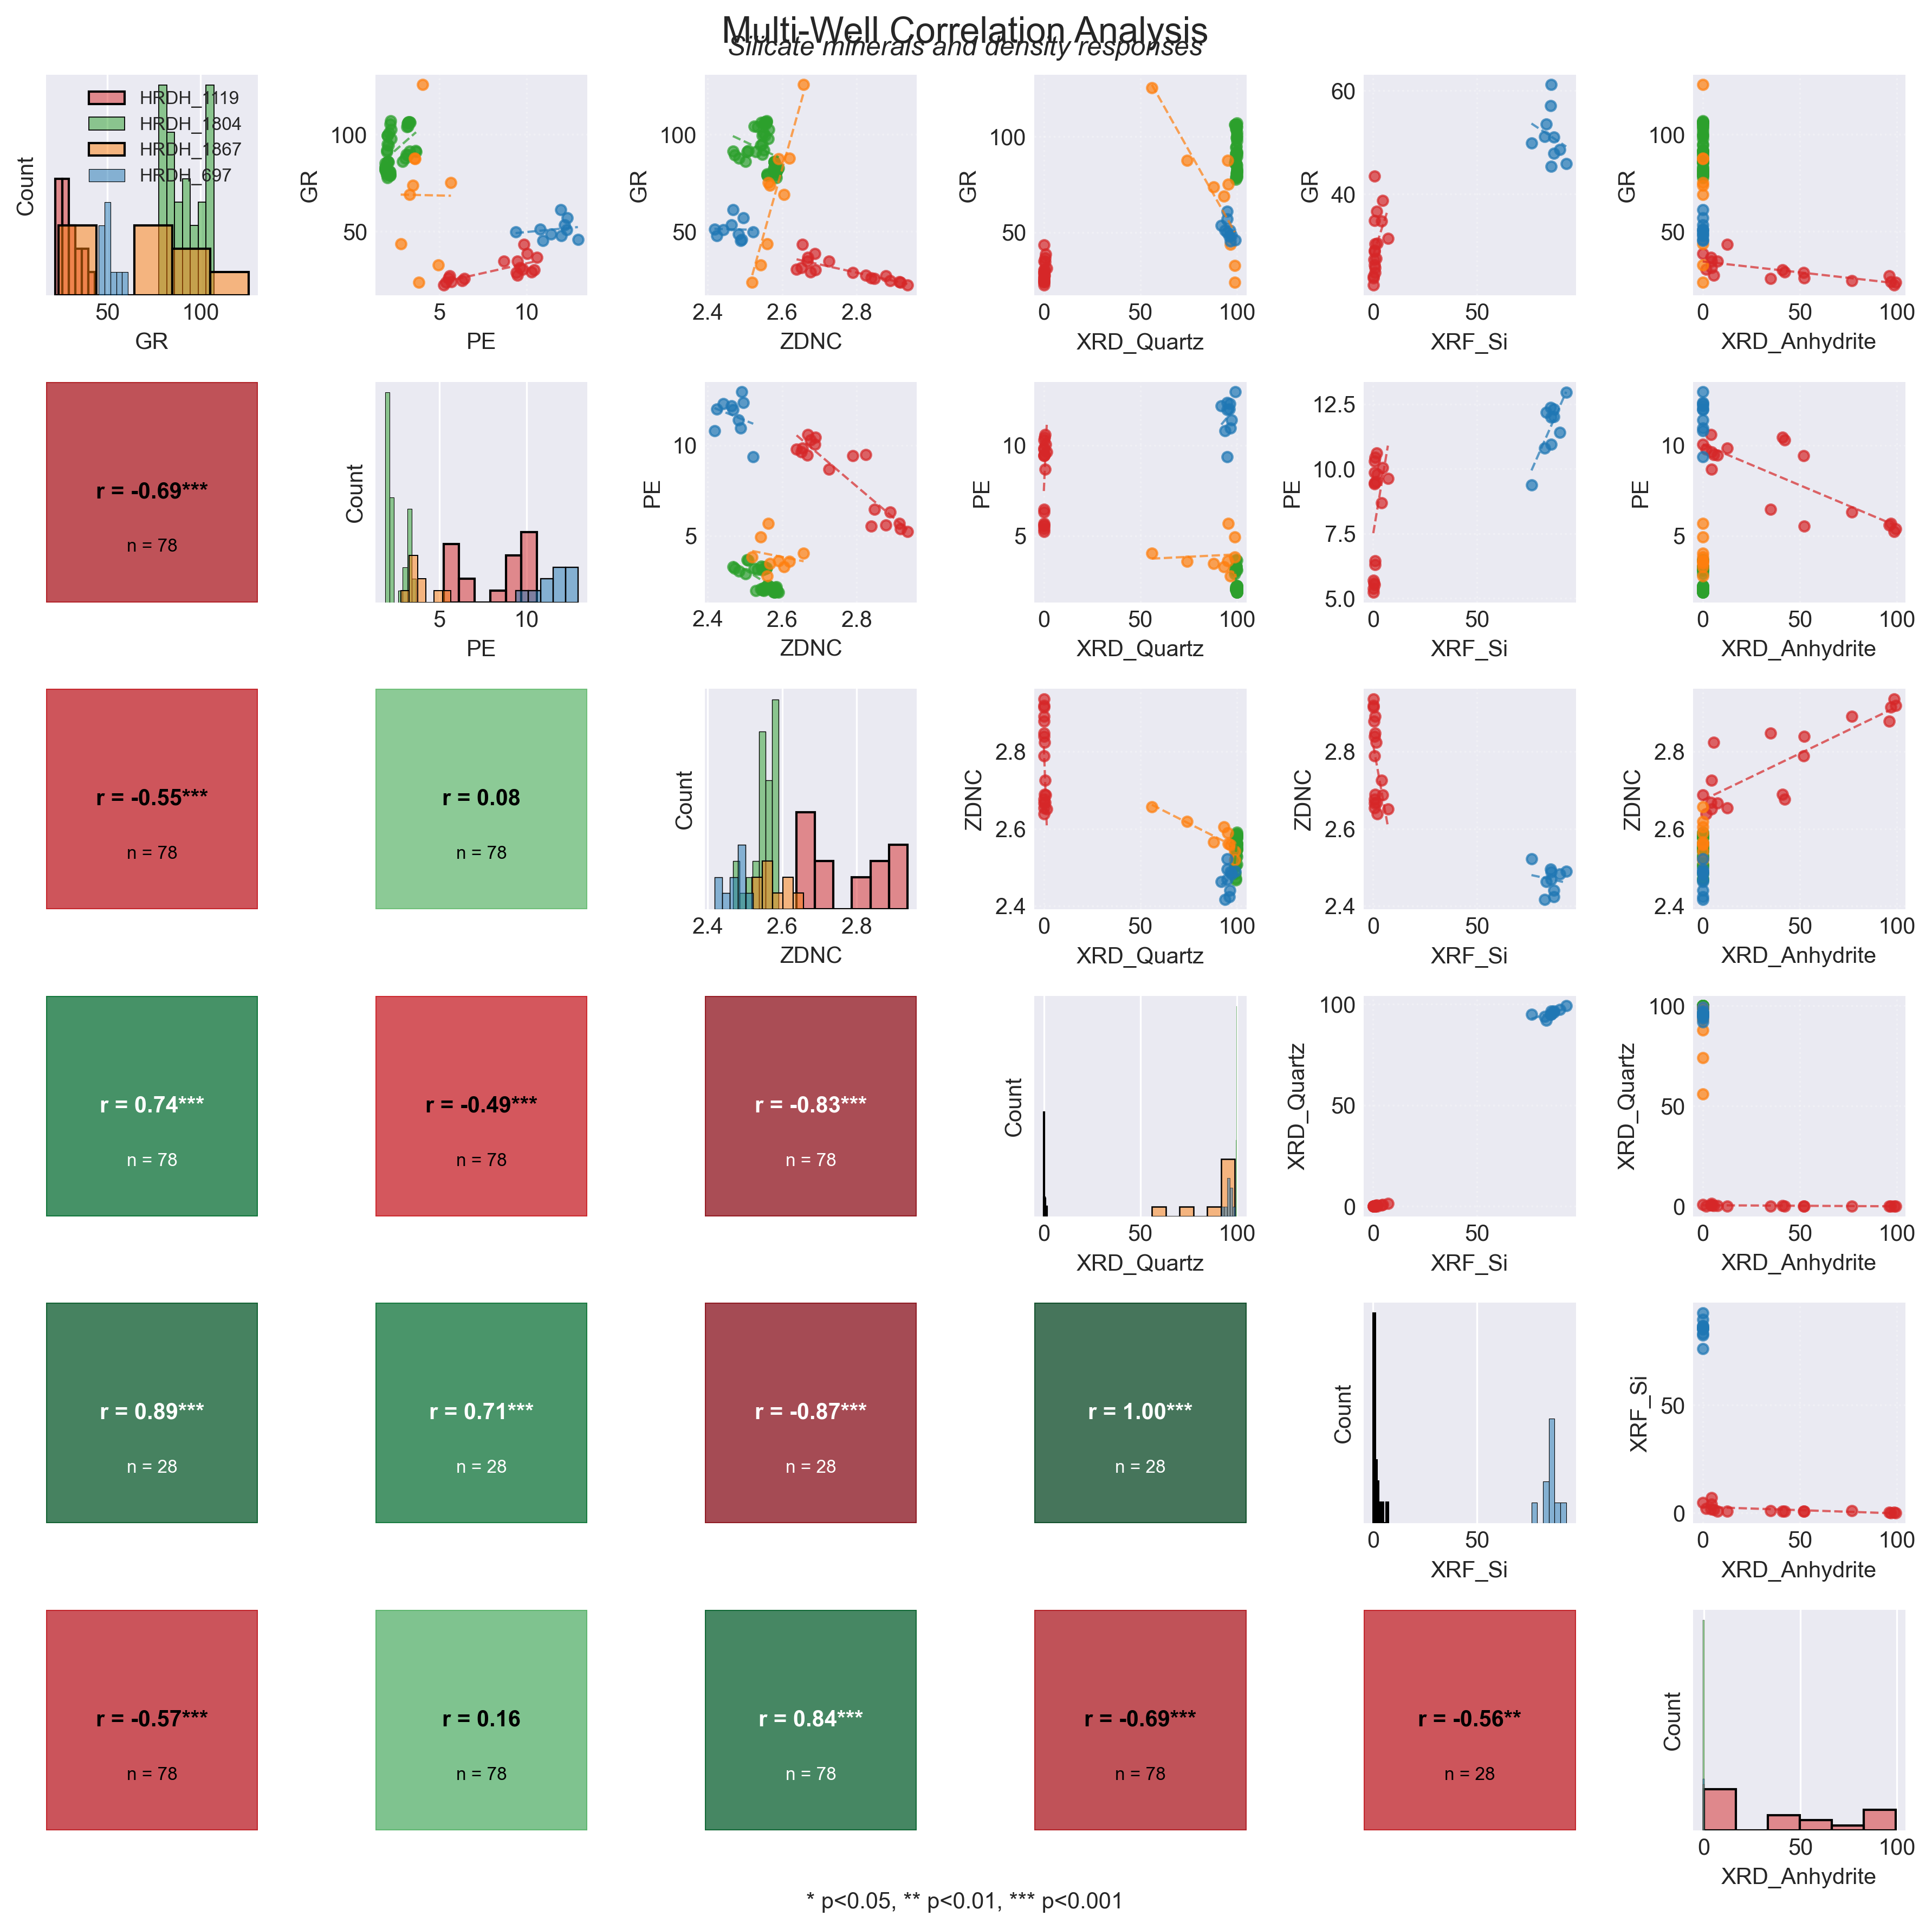 Multi-Well Correlation Analysis
Silicate minerals and density responses
HRDH_1119
HRDH_1804
HRDH_1867
HRDH_697
Count
50 100
GR
GR
100
50
5 10
PE
GR
100
50
2.4 2.6 2.8
ZDNC
GR
100
50
0 100
XRD_Quartz
GR
60
40
0 50
XRF_Si
GR
100
50
0 50 100
XRD_Anhydrite
r = -0.69***
n = 78
Count
5 10
PE
PE
10
5
2.4 2.6 2.8
ZDNC
PE
10
5
0 100
XRD_Quartz
PE
12.5
10.0
7.5
5.0
0 50
XRF_Si
PE
10
5
0 50 100
XRD_Anhydrite
r = -0.55***
n = 78
r = 0.08
n = 78
Count
2.4 2.6 2.8
ZDNC
ZDNC
2.8
2.6
2.4
0 100
XRD_Quartz
ZDNC
2.8
2.6
2.4
0 50
XRF_Si
ZDNC
2.8
2.6
2.4
0 50 100
XRD_Anhydrite
r = 0.74***
n = 78
r = -0.49***
n = 78
r = -0.83***
n = 78
Count
0 50 100
XRD_Quartz
XRD_Quartz
100
50
0
0 50
XRF_Si
XRD_Quartz
100
50
0
0 50 100
XRD_Anhydrite
r = 0.89***
n = 28
r = 0.71***
n = 28
r = -0.87***
n = 28
r = 1.00***
n = 28
Count
0 50
XRF_Si
XRF_Si
50
0
0 50 100
XRD_Anhydrite
r = -0.57***
n = 78
r = 0.16
n = 78
r = 0.84***
n = 78
r = -0.69***
n = 78
r = -0.56**
n = 28
Count
0 50 100
XRD_Anhydrite
* p<0.05, ** p<0.01, *** p<0.001